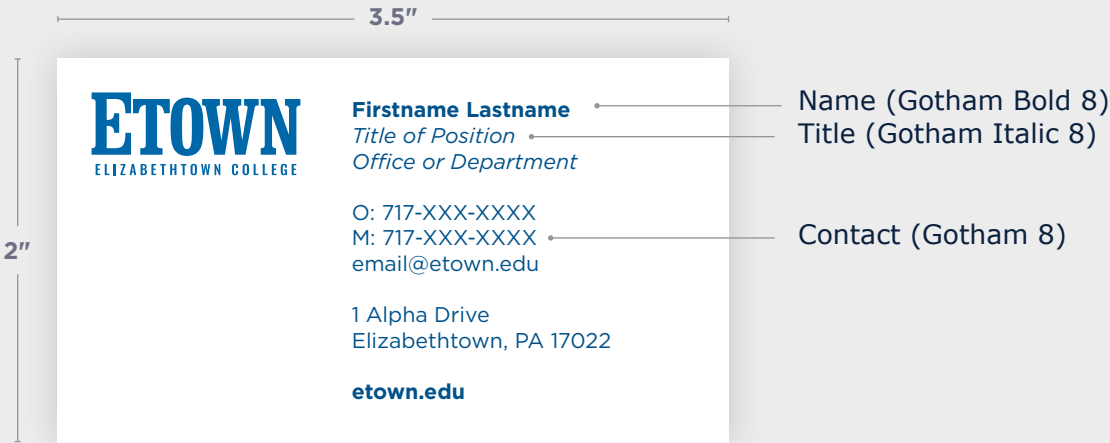 3.5"
2"
ETOWN
ELIZABETHTOWN COLLEGE
Firstname Lastname
Title of Position
Office or Department
O: 717-XXX-XXXX
M: 717-XXX-XXXX
email@etown.edu
1 Alpha Drive
Elizabethtown, PA 17022
etown.edu
Name (Gotham Bold 8)
Title (Gotham Italic 8)
Contact (Gotham 8)